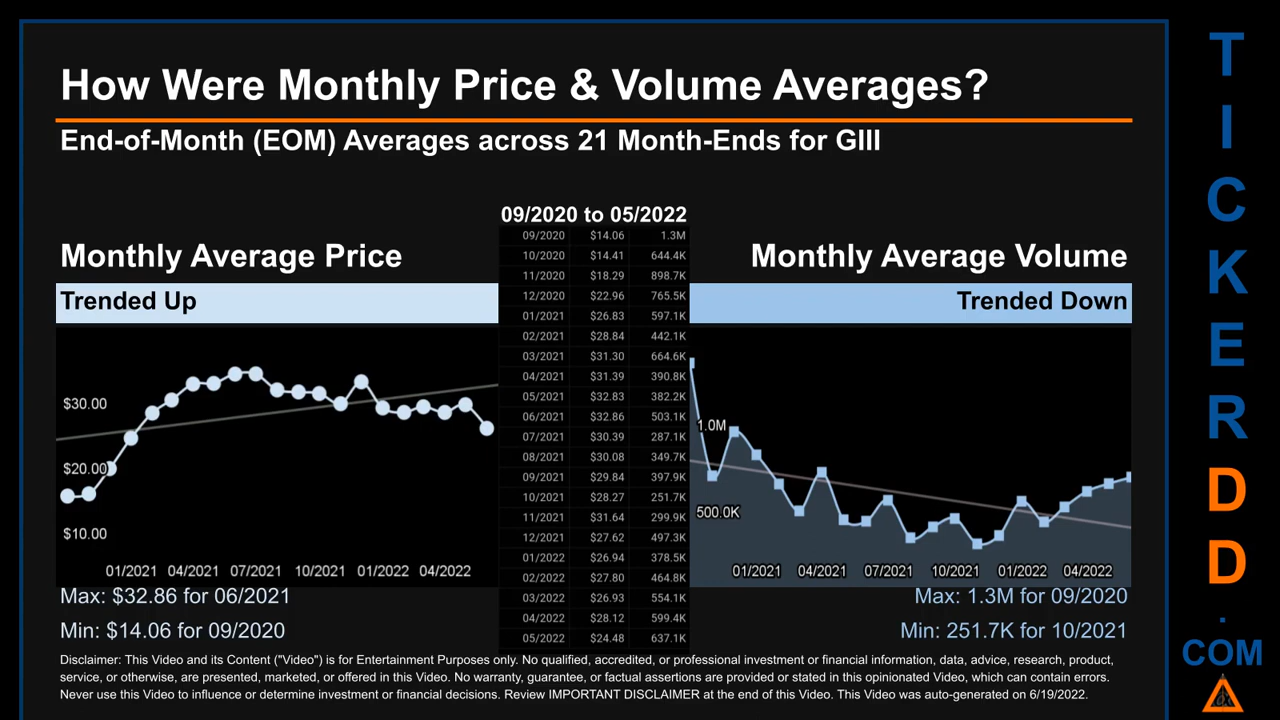 How Were Monthly Price & Volume Averages?
End-of-Month (EOM) Averages across 21 Month-Ends for GIII
09/2020 to 05/2022
Monthly Average Price
Trended Up
$30.00
$20.00
$10.00
01/2021 04/2021 07/2021 10/2021 01/2022 04/2022
Max: $32.86 for 06/2021
Min: $14.06 for 09/2020
09/2020 $14.06 1.3M
10/2020 $14.41 644.4K
11/2020 $18.29 898.7K
12/2020 $22.96 765.5K
01/2021 $26.83 597.1K
02/2021 $28.84 442.1K
03/2021 $31.30 664.6K
04/2021 $31.39 390.8K
05/2021 $32.83 382.2K
06/2021 $32.86 503.1K
07/2021 $30.39 287.1K
08/2021 $30.08 349.7K
09/2021 $29.84 397.9K
10/2021 $28.27 251.7K
11/2021 $31.64 299.9K
12/2021 $27.62 497.3K
01/2022 $26.94 378.5K
02/2022 $27.80 464.8K
03/2022 $26.93 554.1K
04/2022 $28.12 599.4K
05/2022 $24.48 637.1K
Monthly Average Volume
Trended Down
1.0M
500.0K
01/2021 04/2021 07/2021 10/2021 01/2022 04/2022
Max: 1.3M for 09/2020
Min: 251.7K for 10/2021
Disclaimer: This Video and its Content ("Video") is for Entertainment Purposes only. No qualified, accredited, or professional investment or financial information, data, advice, research, product,
service, or otherwise, are presented, marketed, or offered in this Video. No warranty, guarantee, or factual assertions are provided or stated in this opinionated Video, which can contain errors.
Never use this Video to influence or determine investment or financial decisions. Review IMPORTANT DISCLAIMER at the end of this Video. This Video was auto-generated on 6/19/2022.
T
I
C
K
E
R
D
D
.
COM